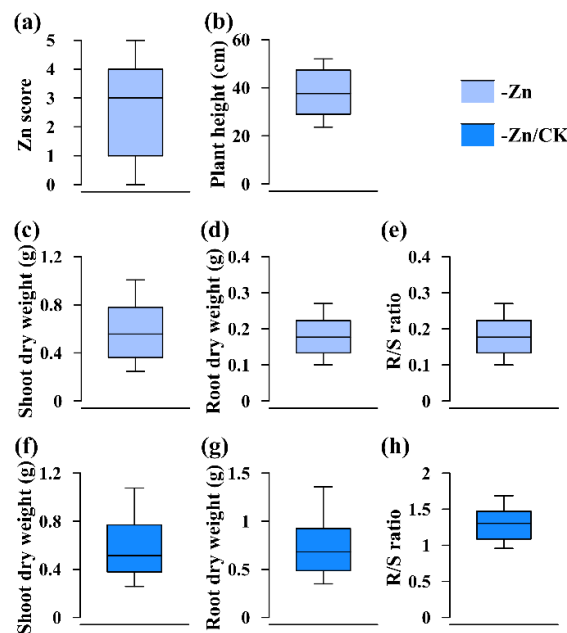 (a)
Zn score
5
4
3
2
1
0
(b)
Plant height (cm)
60
40
20
0
-Zn
-Zn/CK
(c)
Shoot dry weight (g)
1.2
0.8
0.4
0
(d)
Root dry weight (g)
0.4
0.3
0.2
0.1
0
(e)
R/S ratio
0.4
0.3
0.2
0.1
0
(f)
Shoot dry weight (g)
1.2
0.8
0.4
0
(g)
Root dry weight (g)
1.5
1
0.5
0
(h)
R/S ratio
2
1.5
1
0.5
0